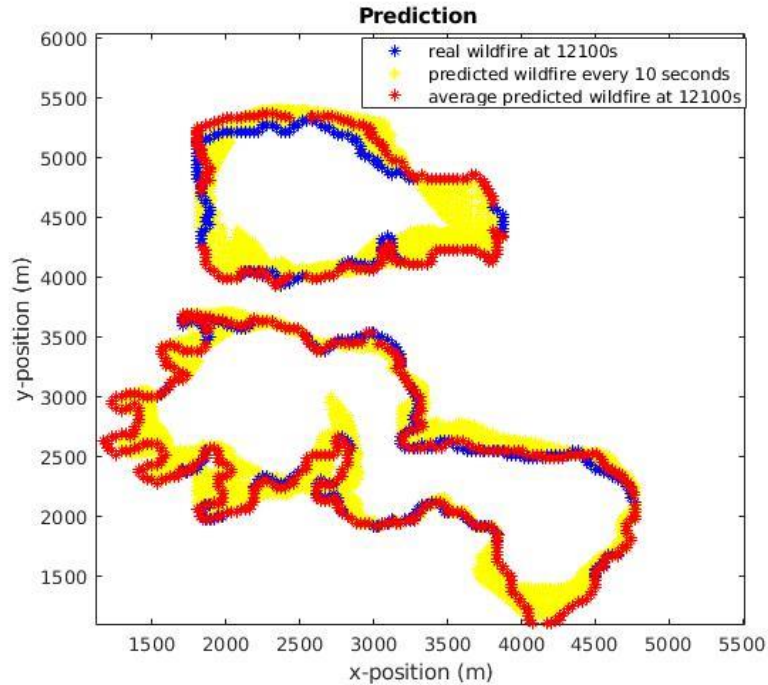 Prediction
real wildfire at 12100s
predicted wildfire every 10 seconds
average predicted wildfire at 12100s
6000
5500
5000
4500
4000
3500
3000
2500
2000
1500
y-position (m)
1500 2000 2500 3000 3500 4000 4500 5000 5500
x-position (m)